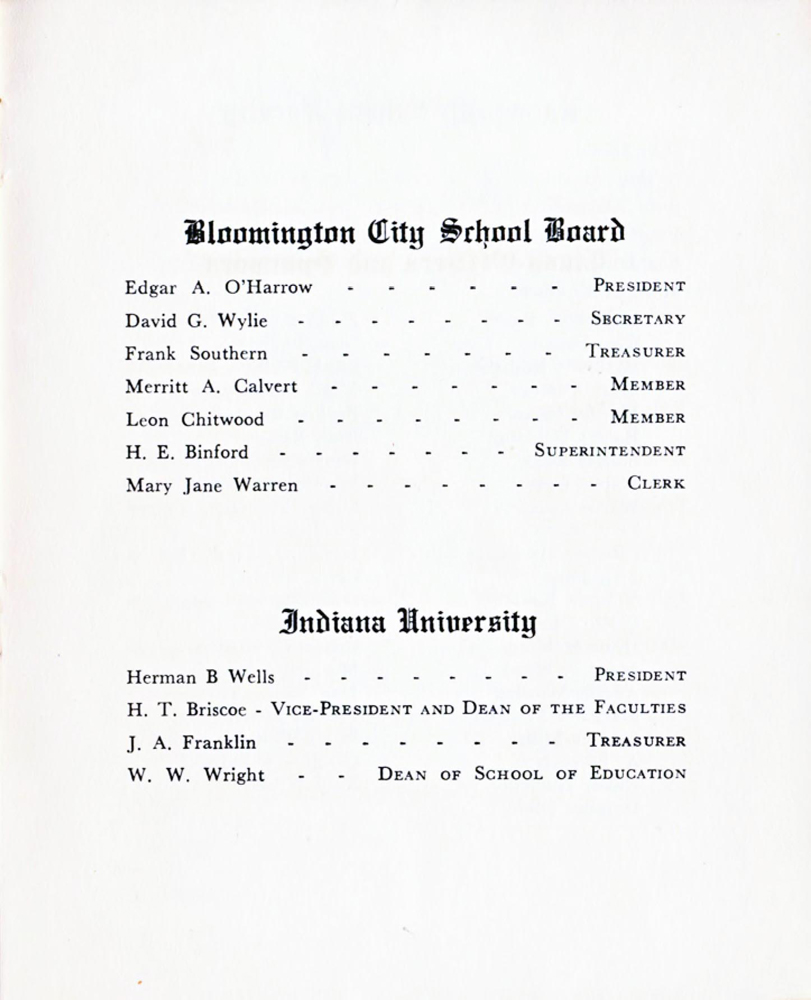 Bloomington City School Board
Edgar A. O'Harrow - - - - - - President
David G. Wylie - - - - - - - - Secretary
Frank Southern - - - - - - - Treasurer
Merritt A. Calvert - - - - - - - Member
Leon Chitwood - - - - - - - - Member
H. E. Binford - - - - - - - Superintendent
Mary Jane Warren - - - - - - - - Clerk
Indiana University
Herman B Wells - - - - - - - - President
H. T. Briscoe - Vice-President and Dean of the Faculties
J. A. Franklin - - - - - - - - Treasurer
W. W. Wright - - Dean of School of Education